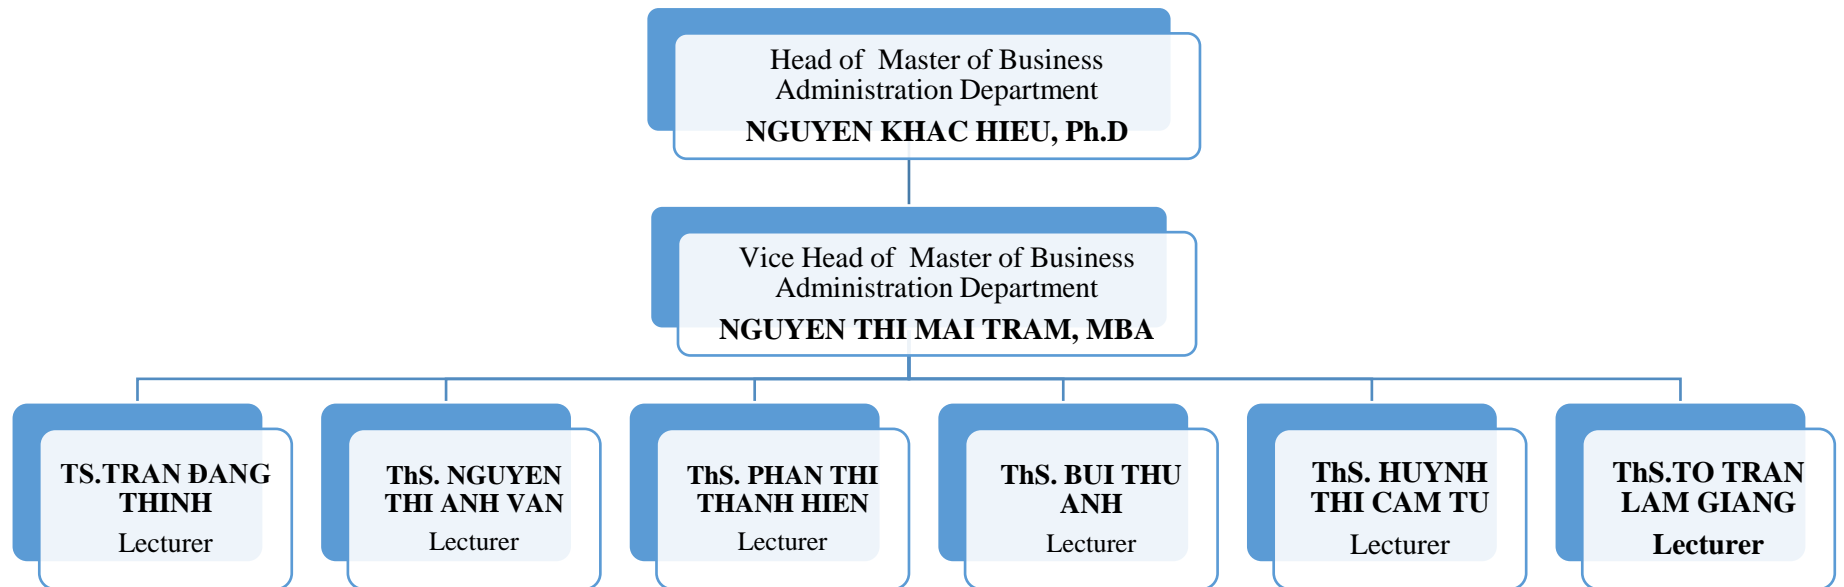 Head of  Master of Business
Administration Department
NGUYEN KHAC HIEU, Ph.D
Vice Head of  Master of Business
Administration Department
NGUYEN THI MAI TRAM, MBA
TS.TRAN ĐANG
THINH
Lecturer
ThS. NGUYEN
THI ANH VAN
Lecturer
ThS. PHAN THI
THANH HIEN
Lecturer
ThS. BUI THU
ANH
Lecturer
ThS. HUYNH
THI CAM TU
Lecturer
ThS.TO TRAN
LAM GIANG
Lecturer